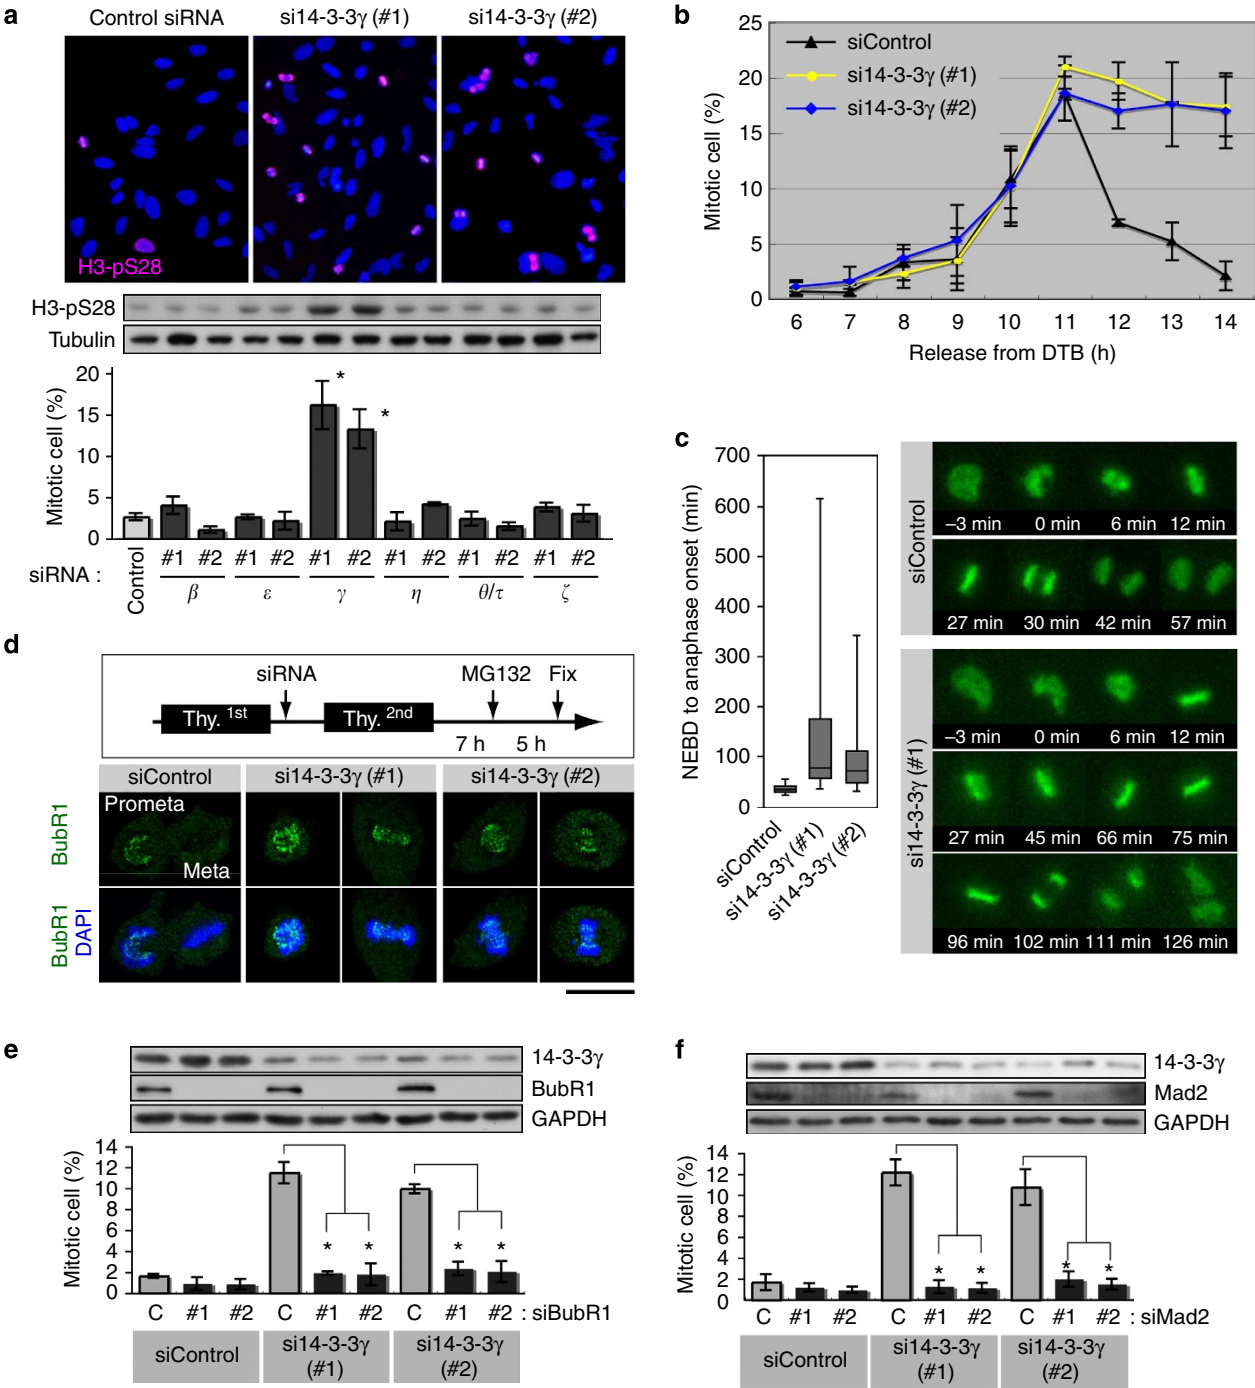 a
Control siRNA si14-3-3γ (#1) si14-3-3γ (#2)
H3-pS28
H3-pS28
Tubulin
Mitotic cell (%)
20
15
10
5
0
siRNA :
Control
#1 #2 #1 #2 #1 #2 #1 #2 #1 #2 #1 #2
β ε γ η θ/τ ζ
* *
b
Mitotic cell (%)
25
20
15
10
5
0
siControl
si14-3-3γ (#1)
si14-3-3γ (#2)
6 7 8 9 10 11 12 13 14
Release from DTB (h)
c
NEBD to anaphase onset (min)
700
600
500
400
300
200
100
0
siControl
si14-3-3γ (#1)
si14-3-3γ (#2)
siControl
–3 min 0 min 6 min 12 min
27 min 30 min 42 min 57 min
si14-3-3γ (#1)
–3 min 0 min 6 min 12 min
27 min 45 min 66 min 75 min
96 min 102 min 111 min 126 min
d
siRNA MG132 Fix
Thy. 1st Thy. 2nd
7 h 5 h
siControl si14-3-3γ (#1) si14-3-3γ (#2)
BubR1
Prometa
Meta
BubR1
DAPI
e
14-3-3γ
BubR1
GAPDH
Mitotic cell (%)
14
12
10
8
6
4
2
0
* * * *
C #1 #2 C #1 #2 C #1 #2 : siBubR1
siControl si14-3-3γ (#1) si14-3-3γ (#2)
f
14-3-3γ
Mad2
GAPDH
Mitotic cell (%)
14
12
10
8
6
4
2
0
* * * *
C #1 #2 C #1 #2 C #1 #2 : siMad2
siControl si14-3-3γ (#1) si14-3-3γ (#2)